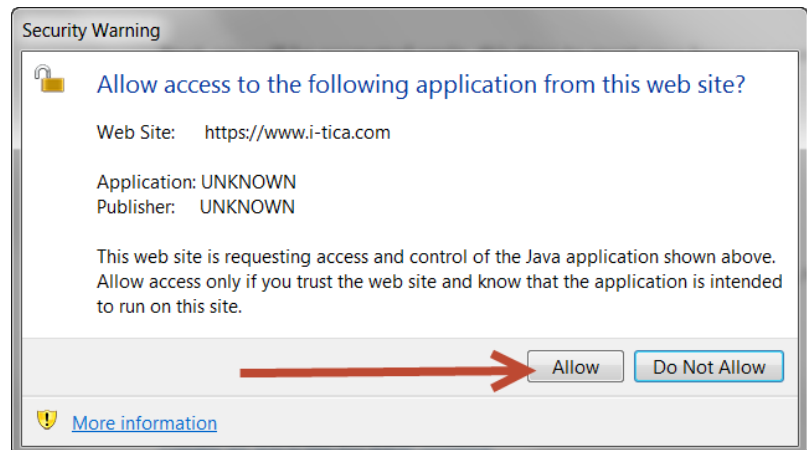 Security Warning
Allow access to the following application from this web site?
Web Site: https://www.i-tica.com
Application: UNKNOWN
Publisher: UNKNOWN
This web site is requesting access and control of the Java application shown above.
Allow access only if you trust the web site and know that the application is intended
to run on this site.
Allow Do Not Allow
More information